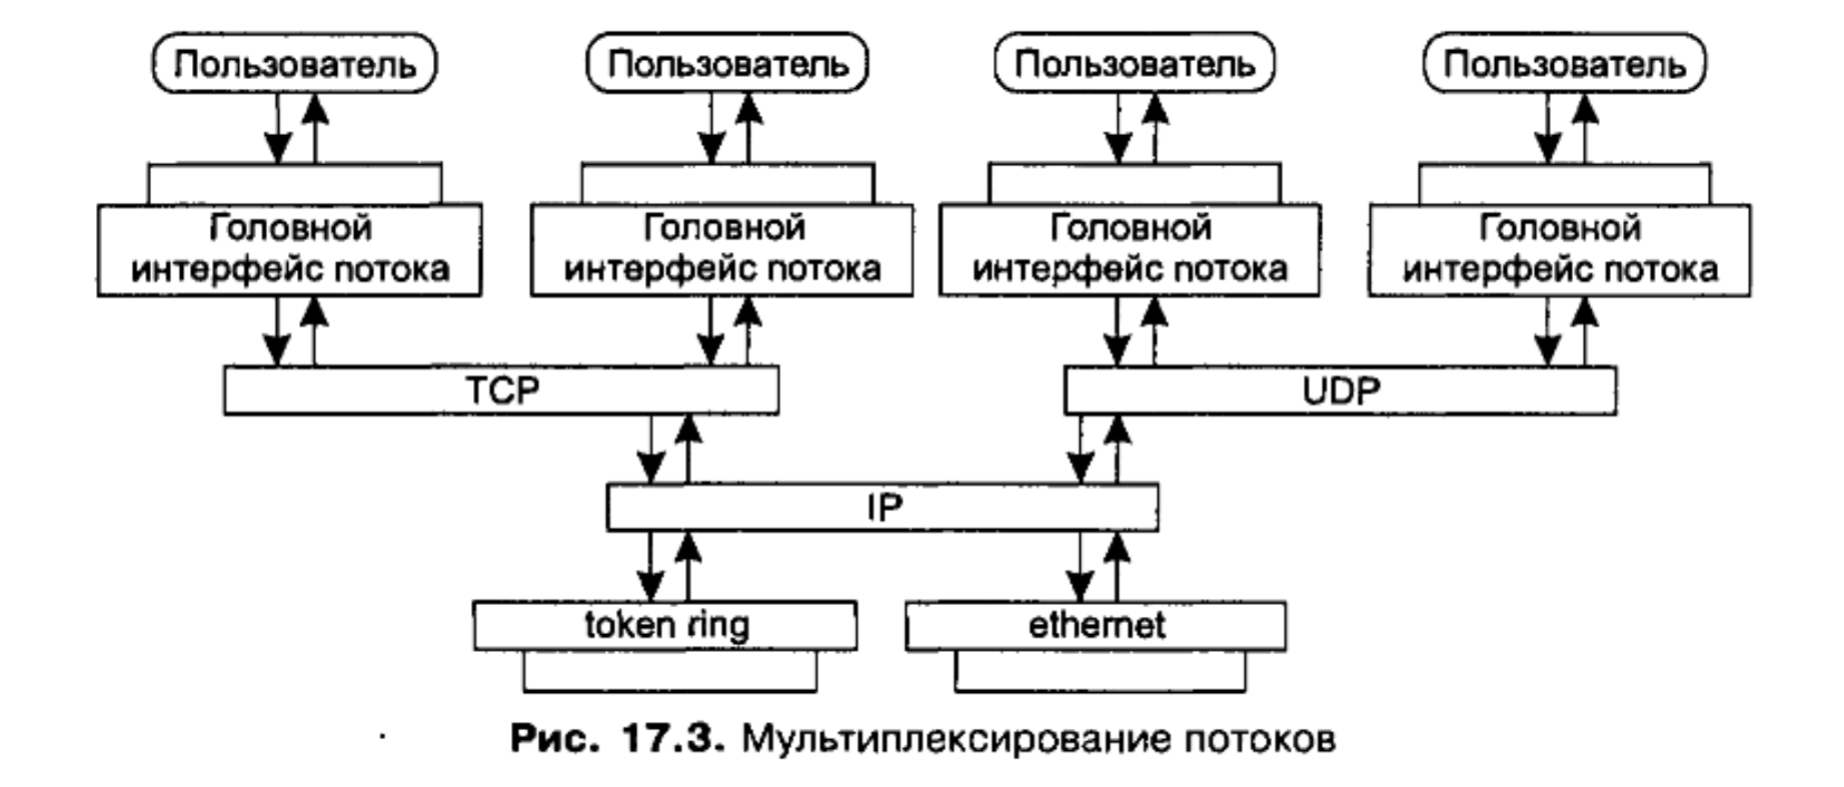 Пользователь Пользователь Пользователь Пользователь
Головной Головной Головной Головной
интерфейс потока интерфейс потока интерфейс потока интерфейс потока
TCP UDP
IP
token ring ethernet
Рис. 17.3. Мультиплексирование потоков